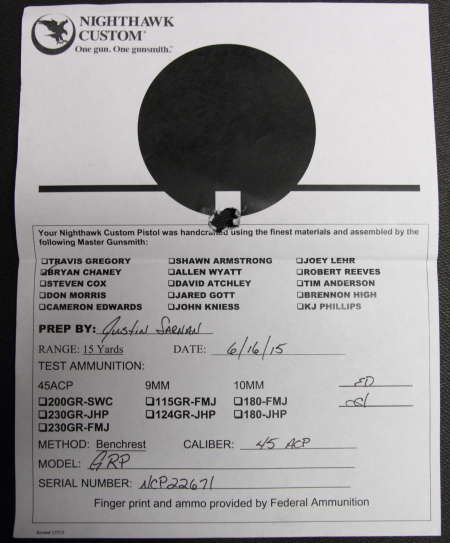 NIGHTHAWK
CUSTOM
One gun. One gunsmith.™
Your Nighthawk Custom Pistol was handcrafted using the finest materials and assembled by the
following Master Gunsmith:
❑TRAVIS GREGORY ❑SHAWN ARMSTRONG ❑JOEY LEHR
❑BRYAN CHANEY ❑ALLEN WYATT ❑ROBERT REEVES
❑STEVEN COX ❑DAVID ATCHLEY ❑TIM ANDERSON
❑DON MORRIS ❑JARED GOTT ❑BRENNON HIGH
❑CAMERON EDWARDS ❑JOHN KNIESS ❑KJ PHILLIPS
PREP BY: Justin Sarnan
RANGE: 15 Yards DATE: 6/16/15
TEST AMMUNITION:
45ACP 9MM 10MM
❑200GR-SWC ❑115GR-FMJ ❑180-FMJ
❑230GR-JHP ❑124GR-JHP ❑180-JHP
❑230GR-FMJ
METHOD: Benchrest CALIBER: 45 ACP
MODEL: GRP
SERIAL NUMBER: NCP22671
Finger print and ammo provided by Federal Ammunition